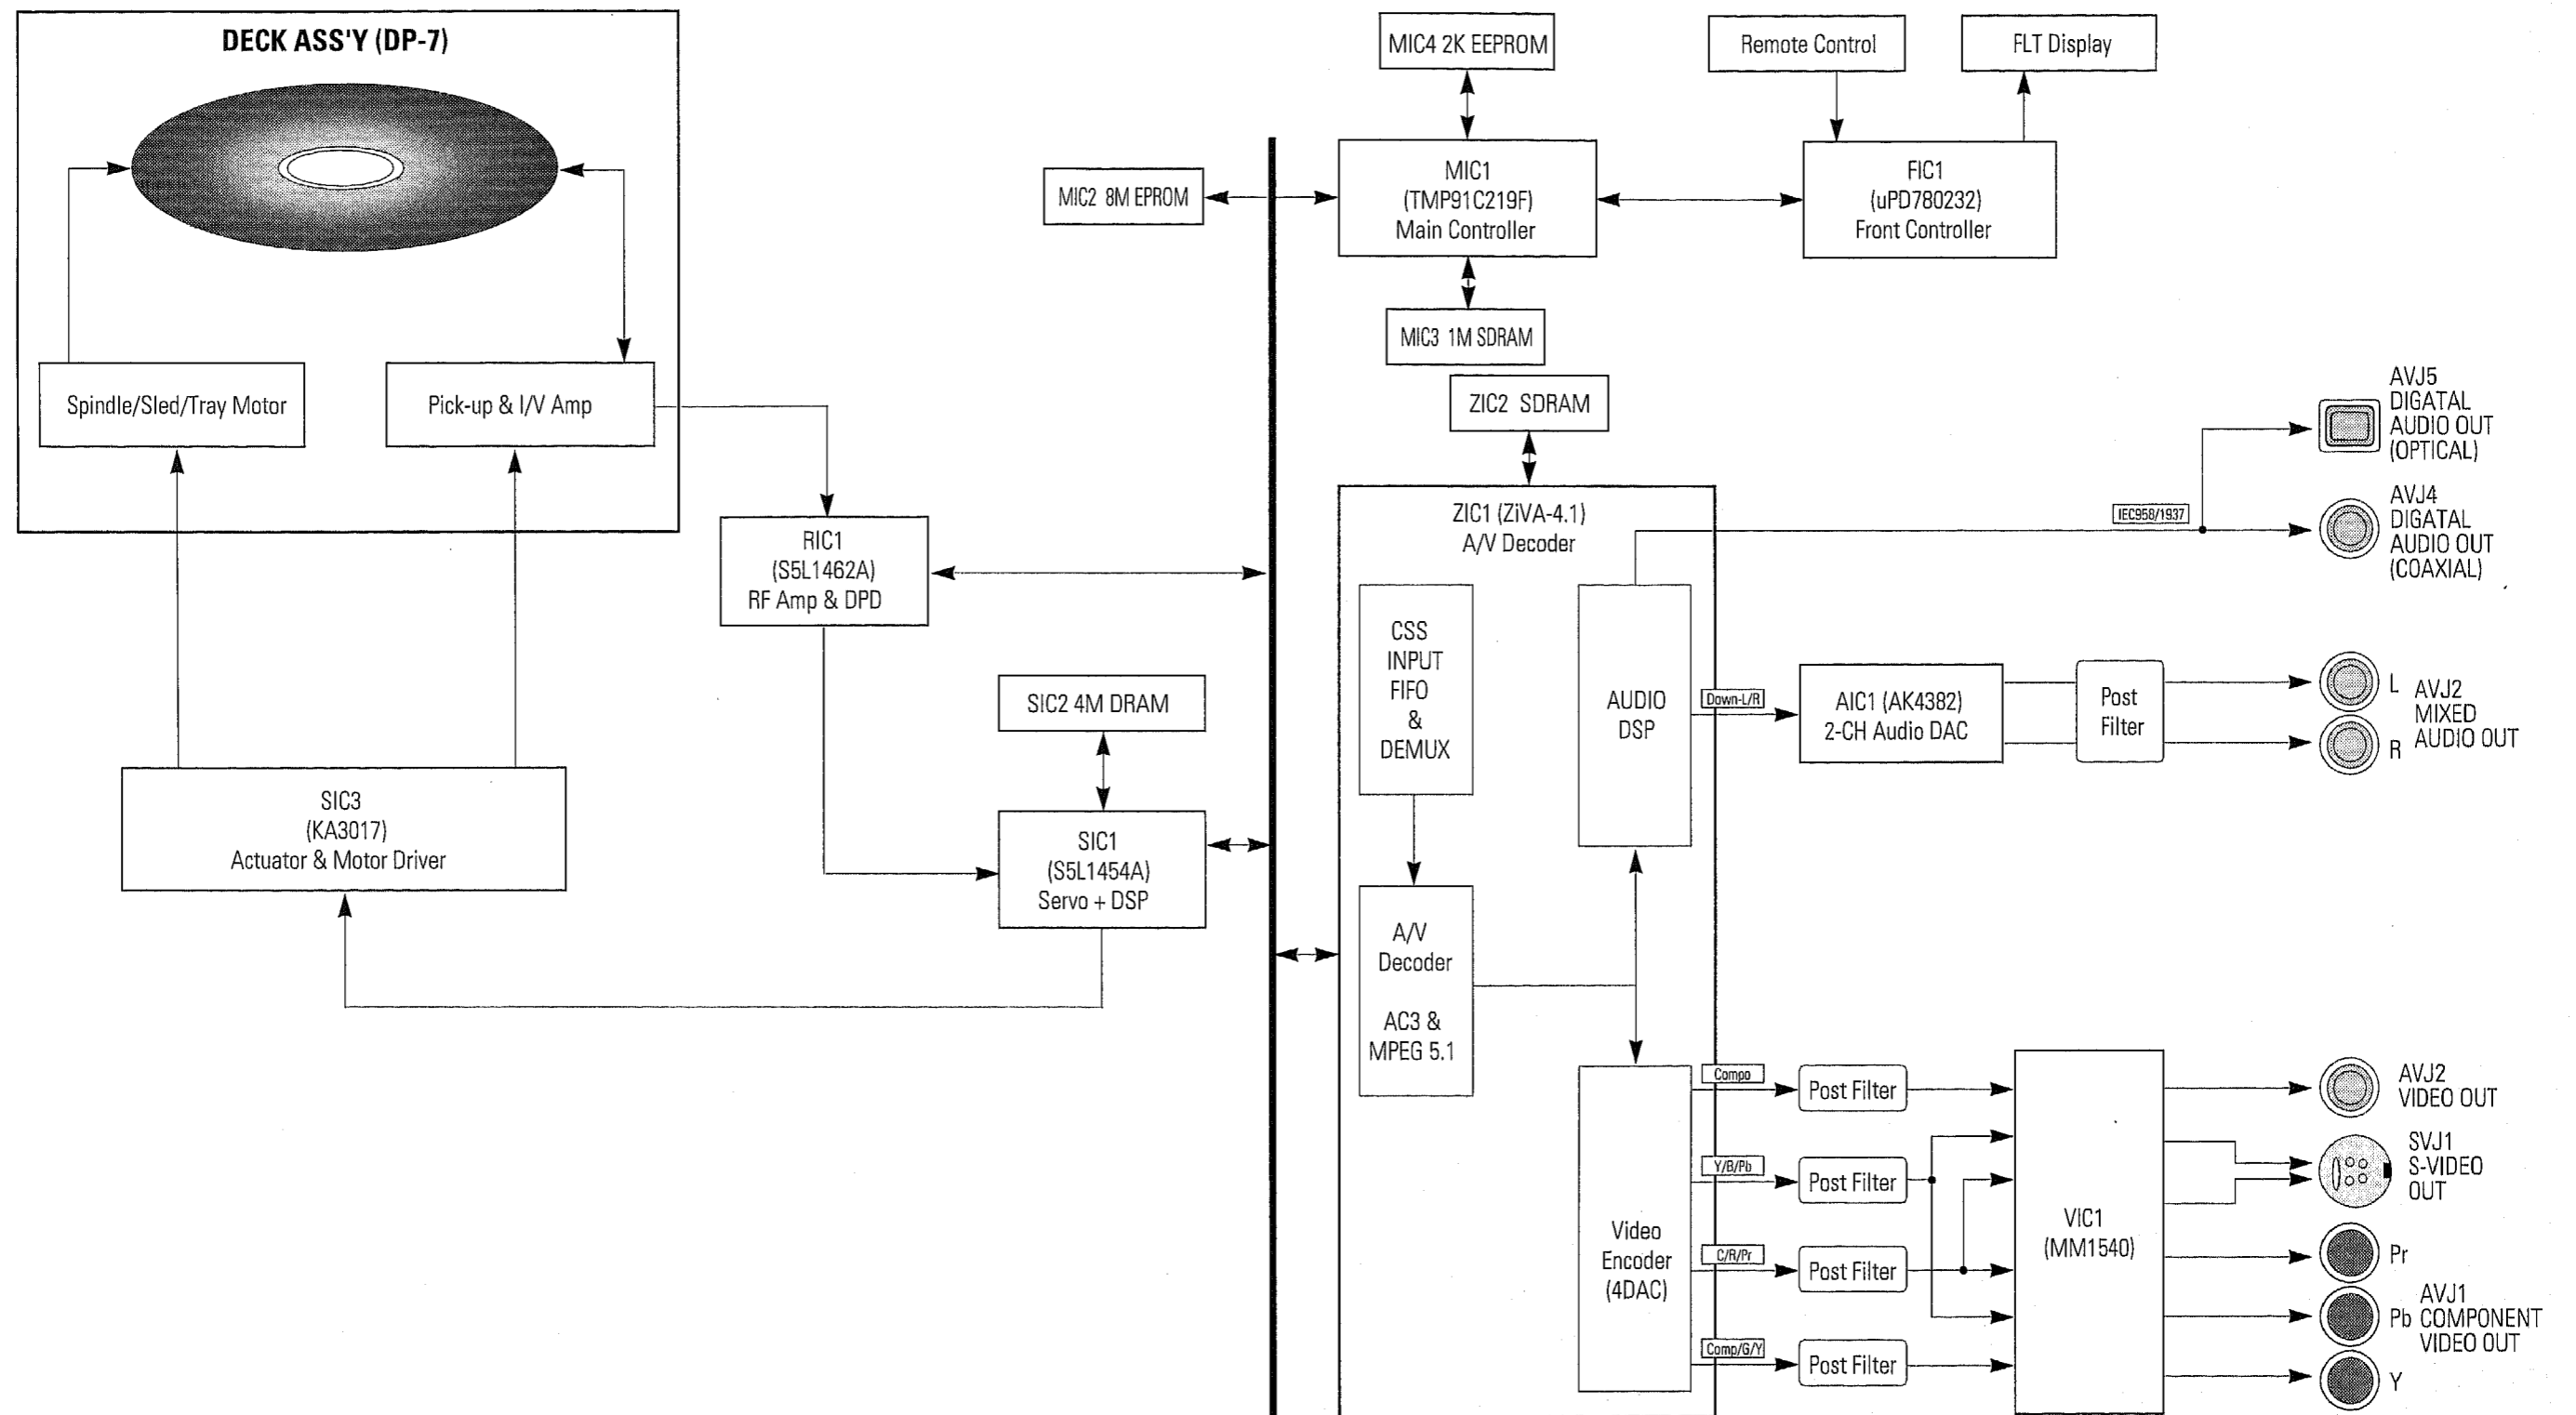 DECK ASS'Y (DP-7)
Spindle/Sled/Tray Motor
Pick-up & I/V Amp
SIC3
(KA3017)
Actuator & Motor Driver
RIC1
(S5L1462A)
RF Amp & DPD
SIC2 4M DRAM
SIC1
(S5L1454A)
Servo + DSP
MIC4 2K EEPROM
Remote Control
FLT Display
MIC2 8M EPROM
MIC1
(TMP91C219F)
Main Controller
FIC1
(uPD780232)
Front Controller
MIC3 1M SDRAM
ZIC2 SDRAM
ZIC1 (ZiVA-4.1)
A/V Decoder
CSS
INPUT
FIFO
&
DEMUX
AUDIO
DSP
A/V
Decoder
AC3 &
MPEG 5.1
Video
Encoder
(4DAC)
IEC958/1937
AVJ5
DIGATAL
AUDIO OUT
(OPTICAL)
AVJ4
DIGATAL
AUDIO OUT
(COAXIAL)
Down-L/R
AIC1 (AK4382)
2-CH Audio DAC
Post
Filter
L
R
AVJ2
MIXED
AUDIO OUT
Compo
Post Filter
Y/B/Pb
Post Filter
C/R/Pr
Post Filter
Comp/G/Y
Post Filter
VIC1
(MM1540)
AVJ2
VIDEO OUT
SVJ1
S-VIDEO
OUT
Pr
Pb
Y
AVJ1
COMPONENT
VIDEO OUT